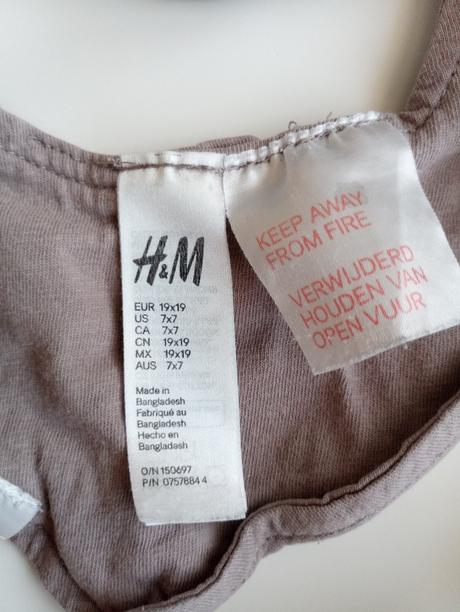 H&M
EUR 19x19
US 7x7
CA 7x7
CN 19x19
MX 19x19
AUS 7x7
Made in
Bangladesh
Fabriqué au
Bangladesh
Hecho en
Bangladesh
O/N 150697
P/N 0757884 4
KEEP AWAY
FROM FIRE
VERWIJDERD
HOUDEN VAN
OPEN VUUR